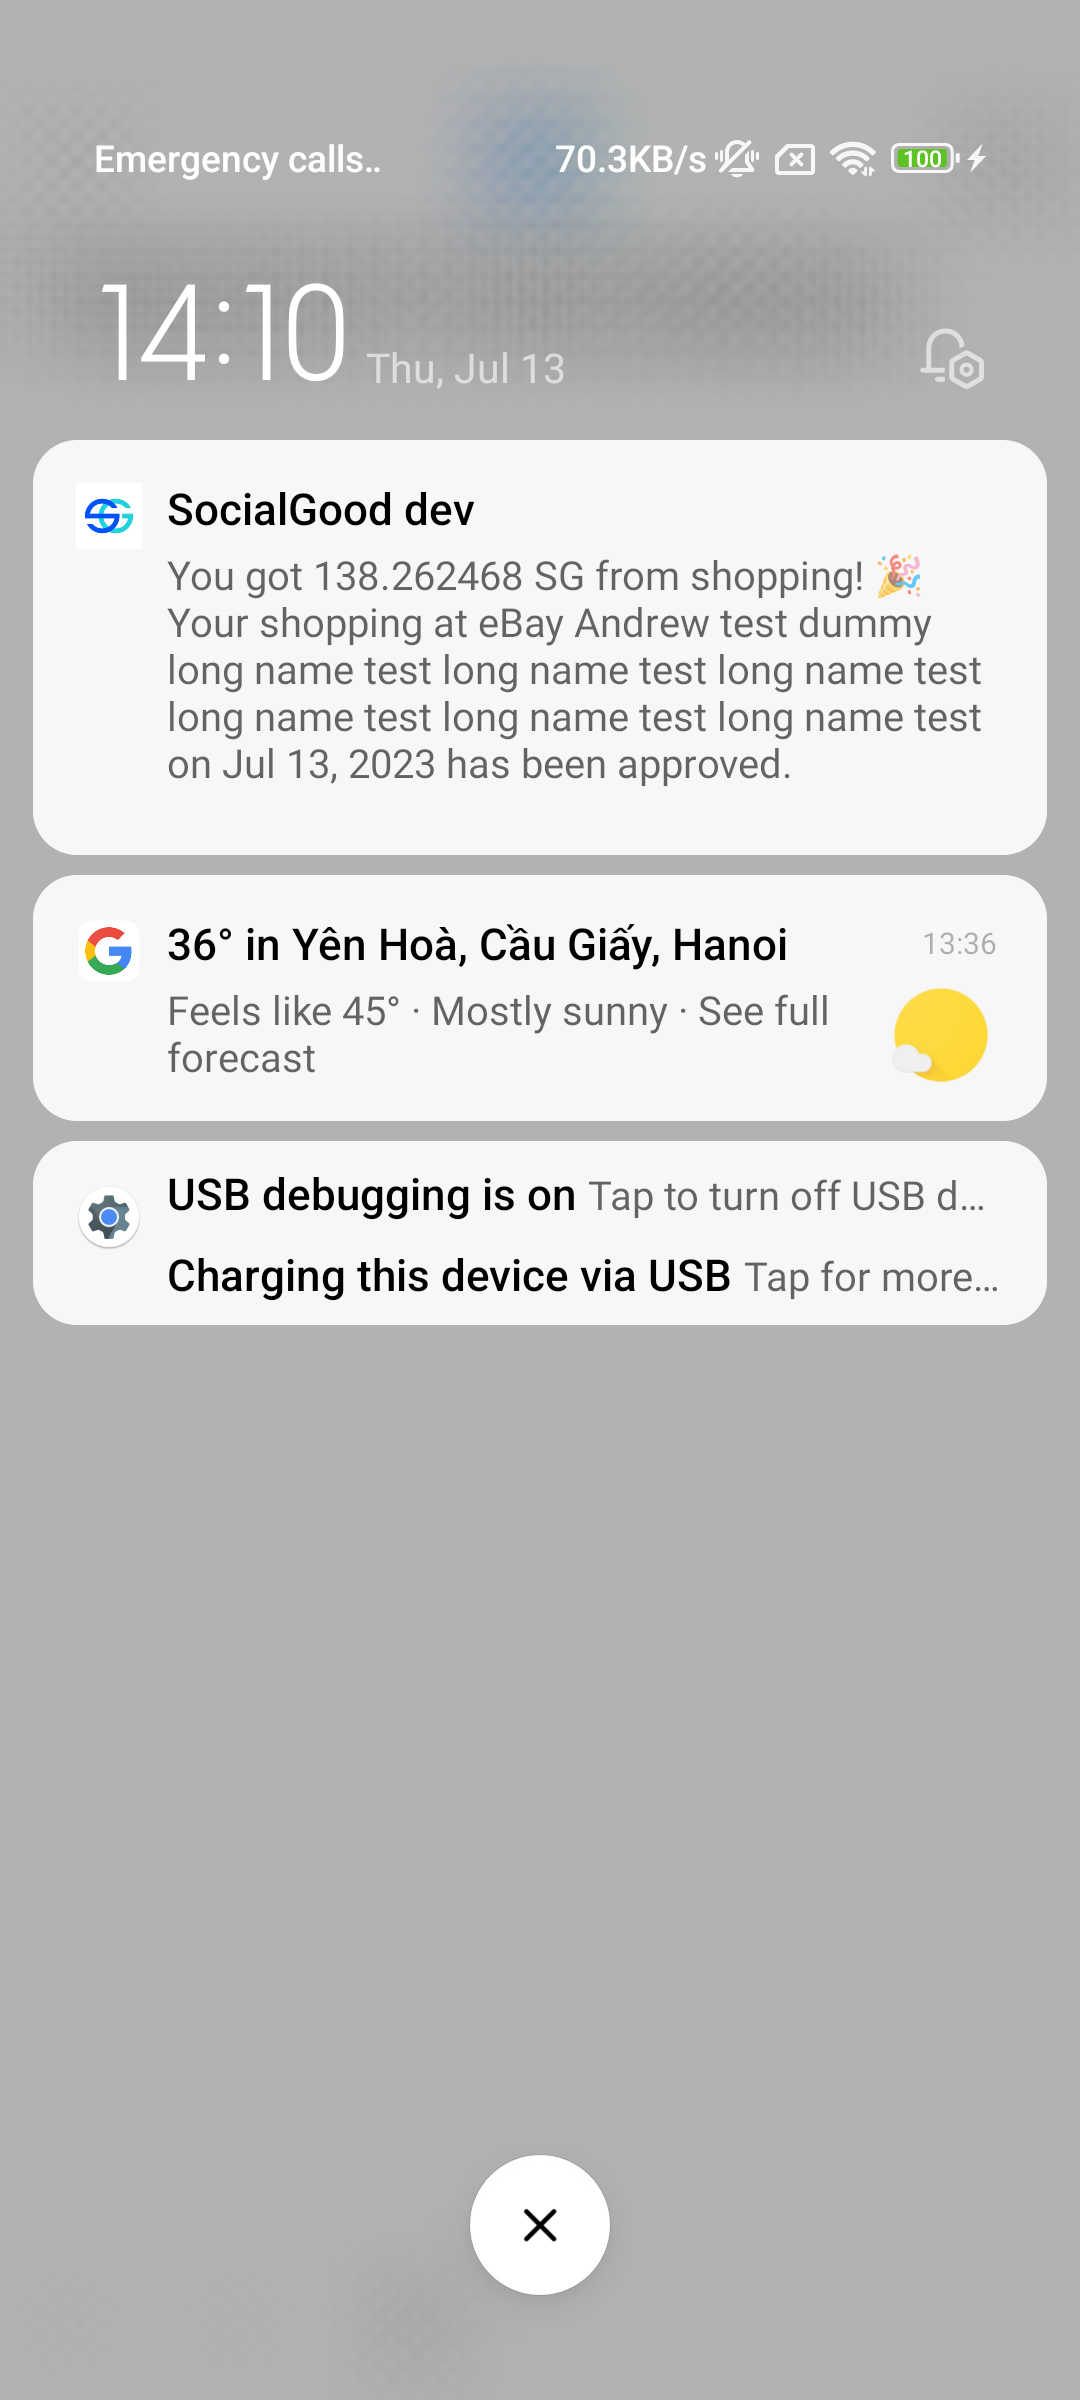 Emergency calls.. 70.3KB/s 100
14:10 Thu, Jul 13
SocialGood dev
You got 138.262468 SG from shopping! 🎉
Your shopping at eBay Andrew test dummy
long name test long name test long name test
long name test long name test long name test
on Jul 13, 2023 has been approved.
36° in Yên Hoà, Cầu Giấy, Hanoi 13:36
Feels like 45° · Mostly sunny · See full
forecast
USB debugging is on Tap to turn off USB d...
Charging this device via USB Tap for more...